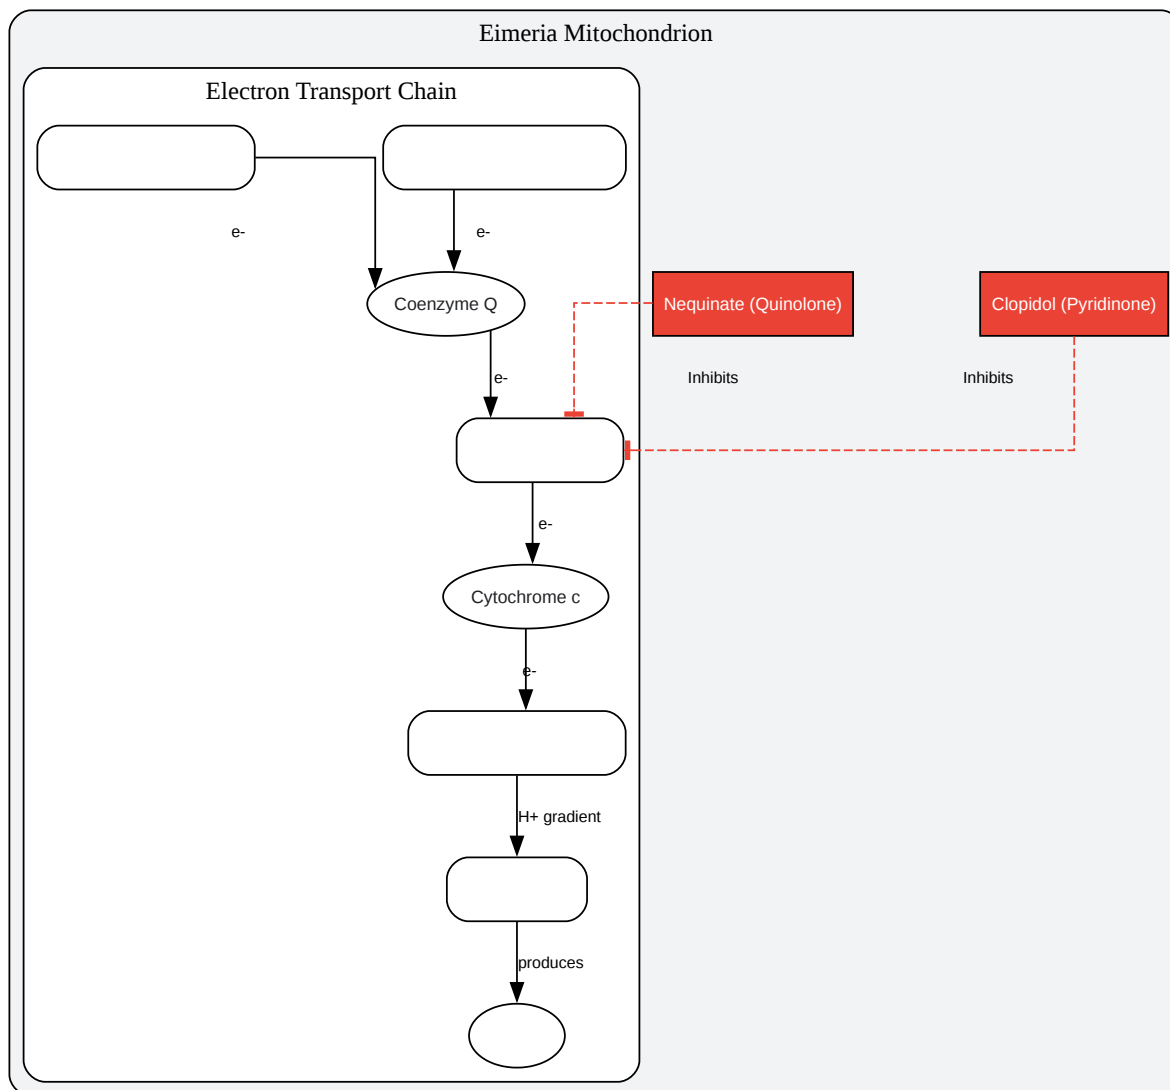 Eimeria Mitochondrion
Electron Transport Chain
e-
e-
Coenzyme Q
Nequinate (Quinolone)
Clopidol (Pyridinone)
e-
Inhibits
Inhibits
e-
Cytochrome c
e-
H+ gradient
produces